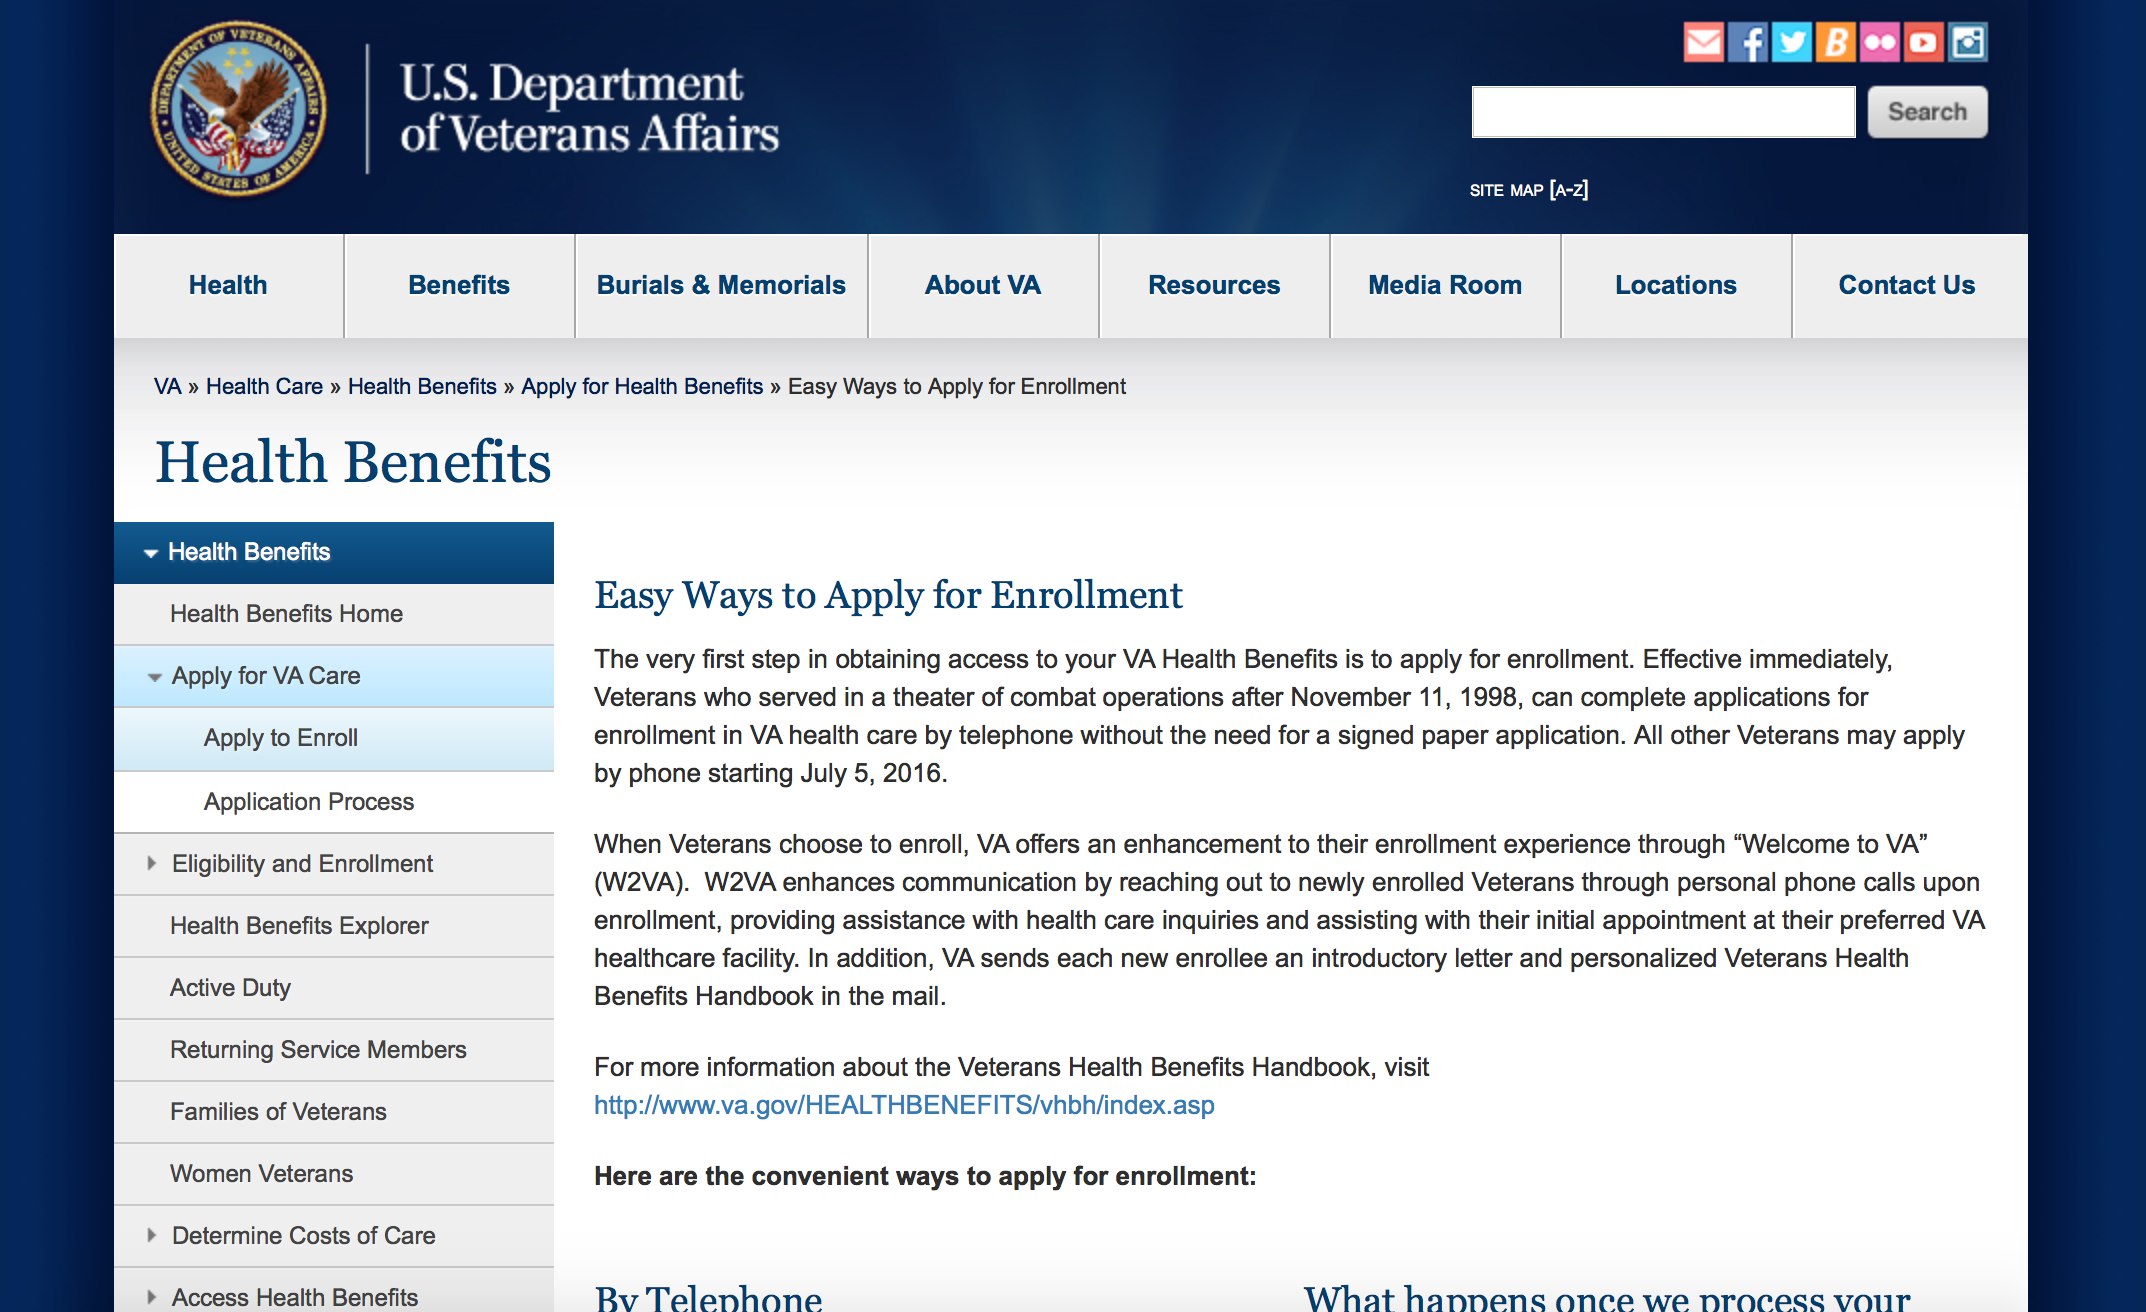 DEPARTMENT OF VETERANS AFFAIRS
UNITED STATES OF AMERICA
U.S. Department
of Veterans Affairs
Search
SITE MAP [A-Z]
Health
Benefits
Burials & Memorials
About VA
Resources
Media Room
Locations
Contact Us
VA » Health Care » Health Benefits » Apply for Health Benefits » Easy Ways to Apply for Enrollment
Health Benefits
Health Benefits
Health Benefits Home
Apply for VA Care
Apply to Enroll
Application Process
Eligibility and Enrollment
Health Benefits Explorer
Active Duty
Returning Service Members
Families of Veterans
Women Veterans
Determine Costs of Care
Access Health Benefits
Easy Ways to Apply for Enrollment
The very first step in obtaining access to your VA Health Benefits is to apply for enrollment. Effective immediately,
Veterans who served in a theater of combat operations after November 11, 1998, can complete applications for
enrollment in VA health care by telephone without the need for a signed paper application. All other Veterans may apply
by phone starting July 5, 2016.
When Veterans choose to enroll, VA offers an enhancement to their enrollment experience through “Welcome to VA”
(W2VA).  W2VA enhances communication by reaching out to newly enrolled Veterans through personal phone calls upon
enrollment, providing assistance with health care inquiries and assisting with their initial appointment at their preferred VA
healthcare facility. In addition, VA sends each new enrollee an introductory letter and personalized Veterans Health
Benefits Handbook in the mail.
For more information about the Veterans Health Benefits Handbook, visit
http://www.va.gov/HEALTHBENEFITS/vhbh/index.asp
Here are the convenient ways to apply for enrollment:
By Telephone
What happens once we process your